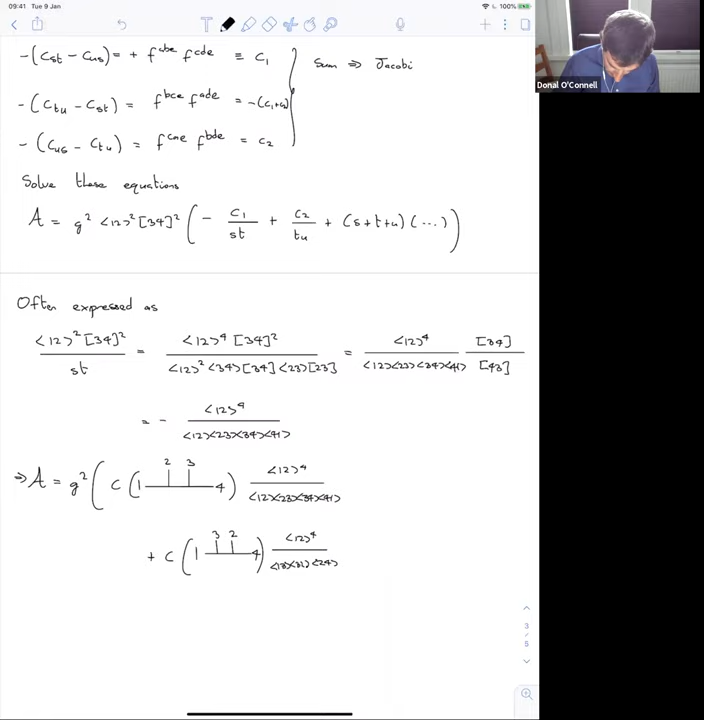 09:41 Tue 9 Jan
100%
Donal O'Connell
-(C_st - C_us) = + f^abe f^cde ≡ C_1
-(C_tu - C_st) = f^bce f^ade = -(C_1+C_2)
-(C_us - C_tu) = f^cae f^bde = C_2
Sum ⇒ Jacobi
Solve these equations
A = g² <12>² [34]² ( - C_1/st + C_2/tu + (s+t+u)(...) )
Often expressed as
<12>² [34]²/st = <12>⁴ [34]²/<12>² <34>[34] <23>[23] = <12>⁴/<12><23><34><41> [34]/[43]
= - <12>⁴/<12><23><34><41>
⇒ A = g² ( C ( 1 2 3 4 ) <12>⁴/<12><23><34><41>
+ C ( 1 3 2 4 ) <12>⁴/<13><32><24>
3
/
5